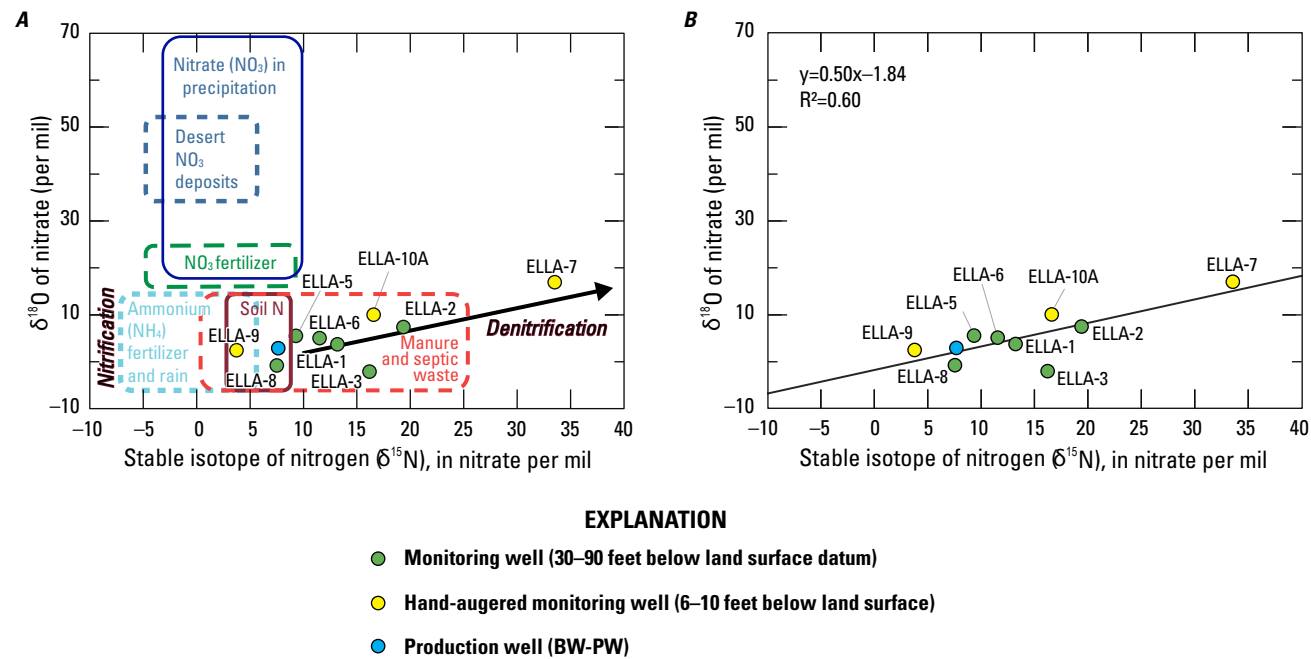 A
70
50
30
10
−10
δ¹⁸O of nitrate (per mil)
Nitrate (NO₃) in
precipitation
Desert
NO₃
deposits
NO₃ fertilizer
ELLA-10A
ELLA-7
ELLA-5
Nitrification
Ammonium
(NH₄)
fertilizer
and rain
Soil N
ELLA-9
ELLA-6
ELLA-2
Denitrification
ELLA-1
Manure
and septic
waste
ELLA-8
ELLA-3
−10
−5
0
5
10
15
20
25
30
35
40
Stable isotope of nitrogen (δ¹⁵N), in nitrate per mil
B
70
50
30
10
−10
δ¹⁸O of nitrate (per mil)
y=0.50x−1.84
R²=0.60
ELLA-7
ELLA-6
ELLA-10A
ELLA-5
ELLA-9
ELLA-2
ELLA-1
ELLA-8
ELLA-3
−10
−5
0
5
10
15
20
25
30
35
40
Stable isotope of nitrogen (δ¹⁵N), in nitrate per mil
EXPLANATION
Monitoring well (30–90 feet below land surface datum)
Hand-augered monitoring well (6–10 feet below land surface)
Production well (BW-PW)